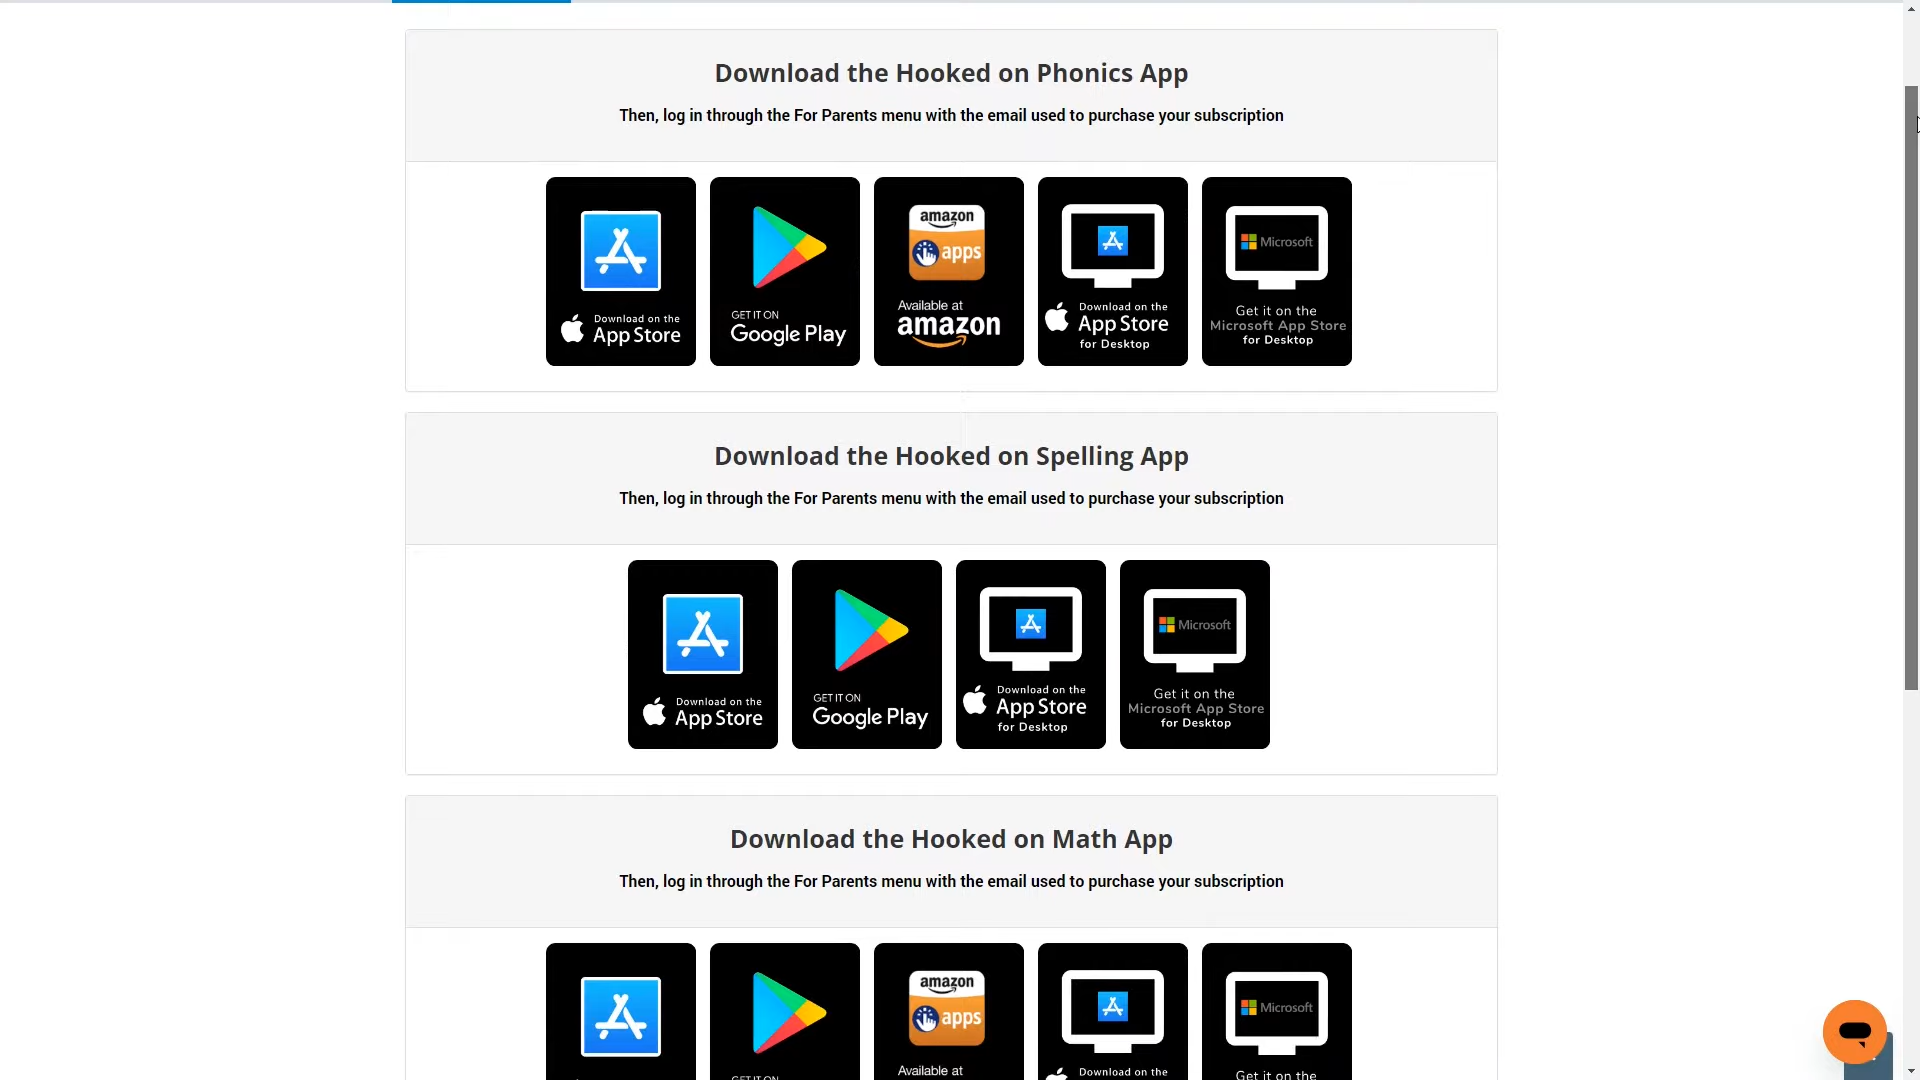 Download the Hooked on Phonics App
Then, log in through the For Parents menu with the email used to purchase your subscription
amazon
apps
Microsoft
Download on the
App Store
GET IT ON
Google Play
Available at
amazon
Download on the
App Store
for Desktop
Get it on the
Microsoft App Store
for Desktop
Download the Hooked on Spelling App
Then, log in through the For Parents menu with the email used to purchase your subscription
Microsoft
Download on the
App Store
GET IT ON
Google Play
Download on the
App Store
for Desktop
Get it on the
Microsoft App Store
for Desktop
Download the Hooked on Math App
Then, log in through the For Parents menu with the email used to purchase your subscription
amazon
apps
Microsoft
GET IT ON
Available at
Download on the
Get it on the